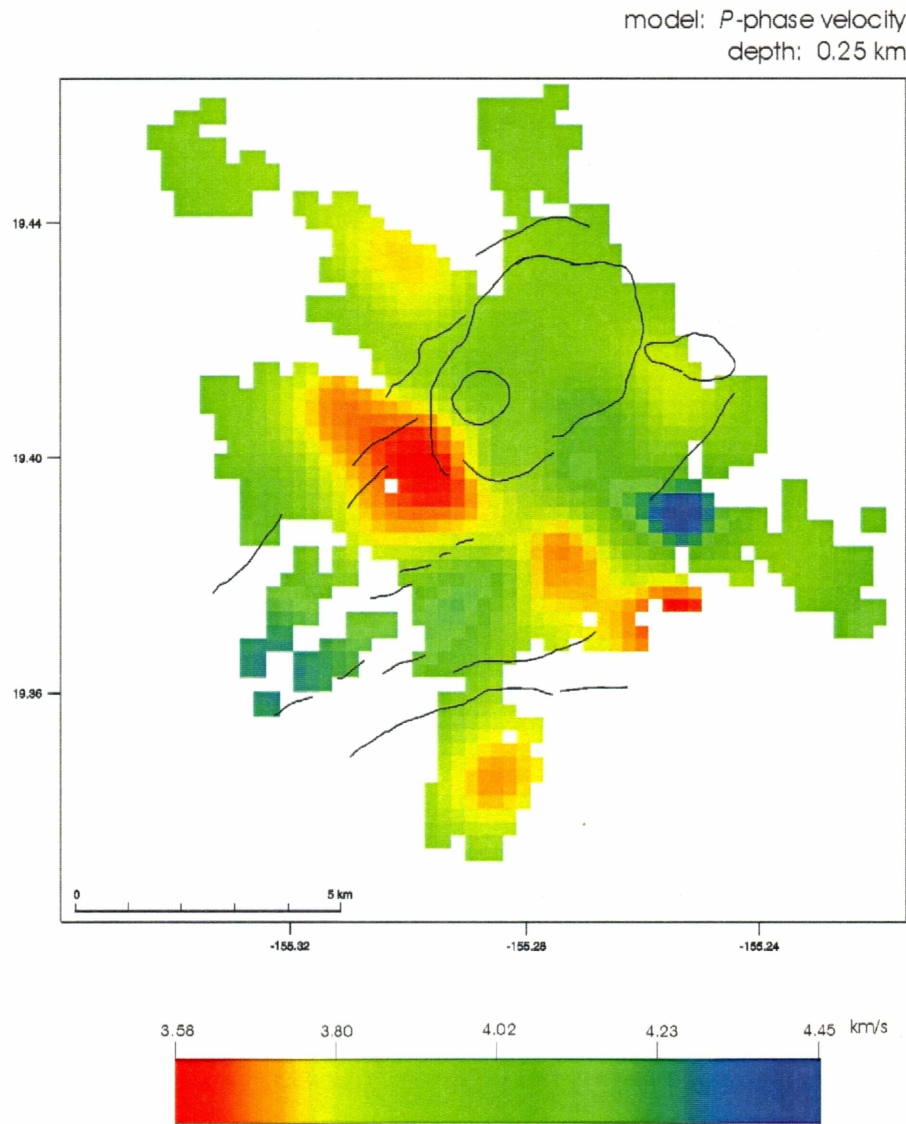 model: P-phase velocity
depth: 0.25 km
19.44
19.40
19.36
0 5 km
-155.32 -155.28 -155.24
3.58 3.80 4.02 4.23 4.45 km/s